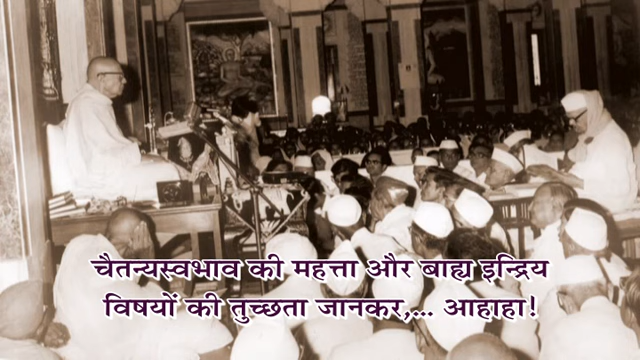 चैतन्यस्वभाव की महत्ता और बाह्य इन्द्रिय
विषयों की तुच्छता जानकर,... आहाहा!